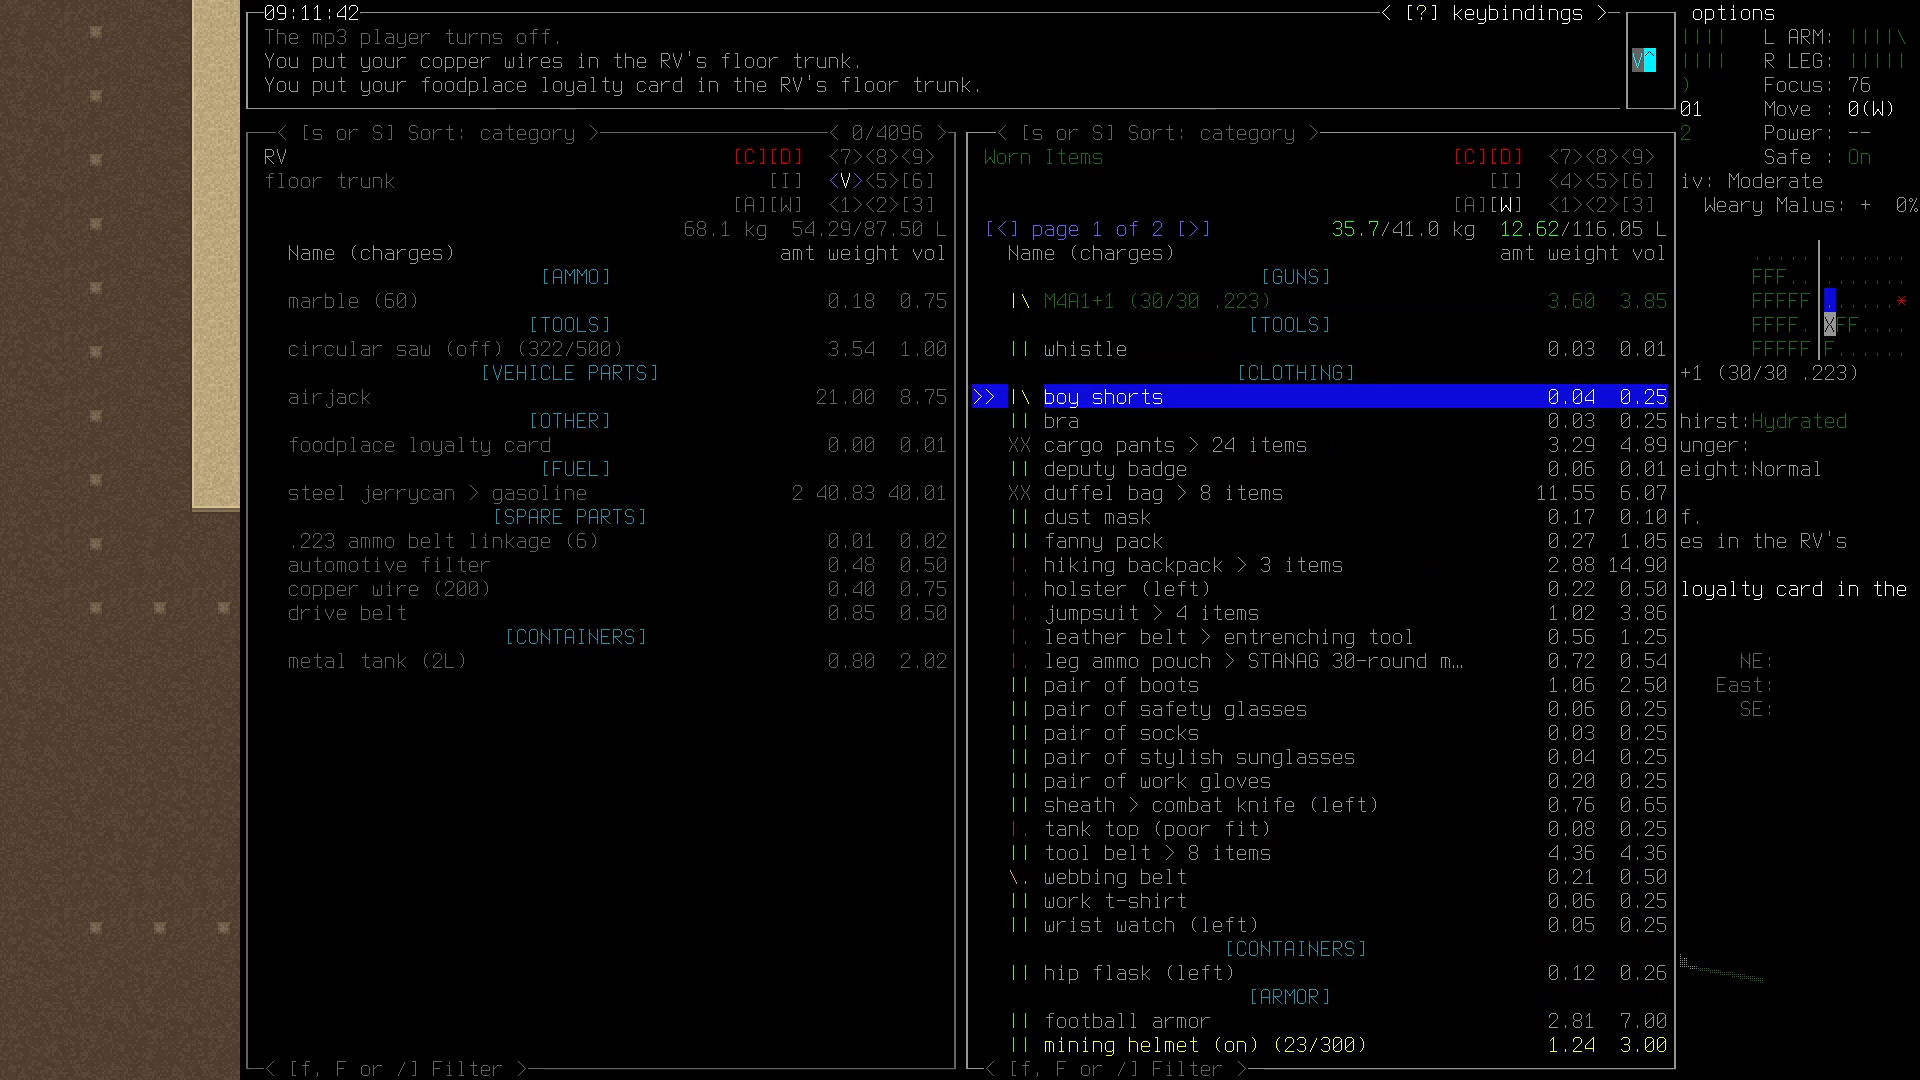 09:11:42 < [?] keybindings > options
The mp3 player turns off.
You put your copper wires in the RV's floor trunk.
You put your foodplace loyalty card in the RV's floor trunk.
V^
|||| L ARM: ||||\
|||| R LEG: |||||
) Focus: 76
01 Move : 0(W)
2 Power: --
Safe : On
iv: Moderate
Weary Malus: + 0%
< [s or S] Sort: category > < 0/4096 >
RV [C][D] <7><8><9>
floor trunk [I] <V><5>[6]
[A][W] <1><2>[3]
68.1 kg 54.29/87.50 L
Name (charges) amt weight vol
[AMMO]
marble (60) 0.18 0.75
[TOOLS]
circular saw (off) (322/500) 3.54 1.00
[VEHICLE PARTS]
airjack 21.00 8.75
[OTHER]
foodplace loyalty card 0.00 0.01
[FUEL]
steel jerrycan > gasoline 2 40.83 40.01
[SPARE PARTS]
.223 ammo belt linkage (6) 0.01 0.02
automotive filter 0.48 0.50
copper wire (200) 0.40 0.75
drive belt 0.85 0.50
[CONTAINERS]
metal tank (2L) 0.80 2.02
< [f, F or /] Filter >
< [s or S] Sort: category >
Worn Items [C][D] <7><8><9>
[I] <4><5>[6]
[A][W] <1><2>[3]
[<] page 1 of 2 [>] 35.7/41.0 kg 12.62/116.05 L
Name (charges) amt weight vol
[GUNS]
|\ M4A1+1 (30/30 .223) 3.60 3.85
[TOOLS]
|| whistle 0.03 0.01
[CLOTHING]
>> |\ boy shorts 0.04 0.25
|| bra 0.03 0.25
XX cargo pants > 24 items 3.29 4.89
|| deputy badge 0.06 0.01
XX duffel bag > 8 items 11.55 6.07
|| dust mask 0.17 0.10
|| fanny pack 0.27 1.05
|. hiking backpack > 3 items 2.88 14.90
|. holster (left) 0.22 0.50
|. jumpsuit > 4 items 1.02 3.86
|. leather belt > entrenching tool 0.56 1.25
|. leg ammo pouch > STANAG 30-round m… 0.72 0.54
|| pair of boots 1.06 2.50
|| pair of safety glasses 0.06 0.25
|| pair of socks 0.03 0.25
|| pair of stylish sunglasses 0.04 0.25
|| pair of work gloves 0.20 0.25
|| sheath > combat knife (left) 0.76 0.65
|. tank top (poor fit) 0.08 0.25
|| tool belt > 8 items 4.36 4.36
\. webbing belt 0.21 0.50
|| work t-shirt 0.06 0.25
|| wrist watch (left) 0.05 0.25
[CONTAINERS]
|| hip flask (left) 0.12 0.26
[ARMOR]
|| football armor 2.81 7.00
|| mining helmet (on) (23/300) 1.24 3.00
< [f, F or /] Filter >
..... .......
FFF.. .......
FFFFF ......*
FFFF. XFF....
FFFFF F......
+1 (30/30 .223)
hirst:Hydrated
unger:
eight:Normal
f.
es in the RV's
loyalty card in the
NE:
East:
SE: